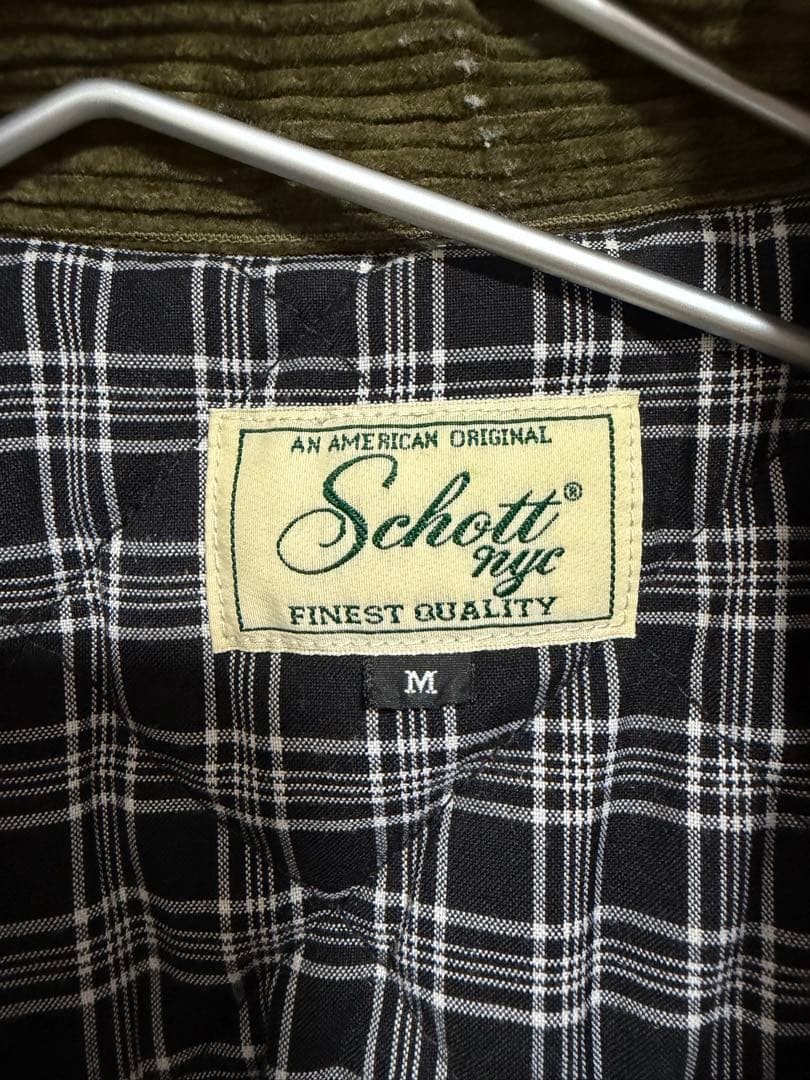 AN AMERICAN ORIGINAL
Schott®
nyc
FINEST QUALITY
M